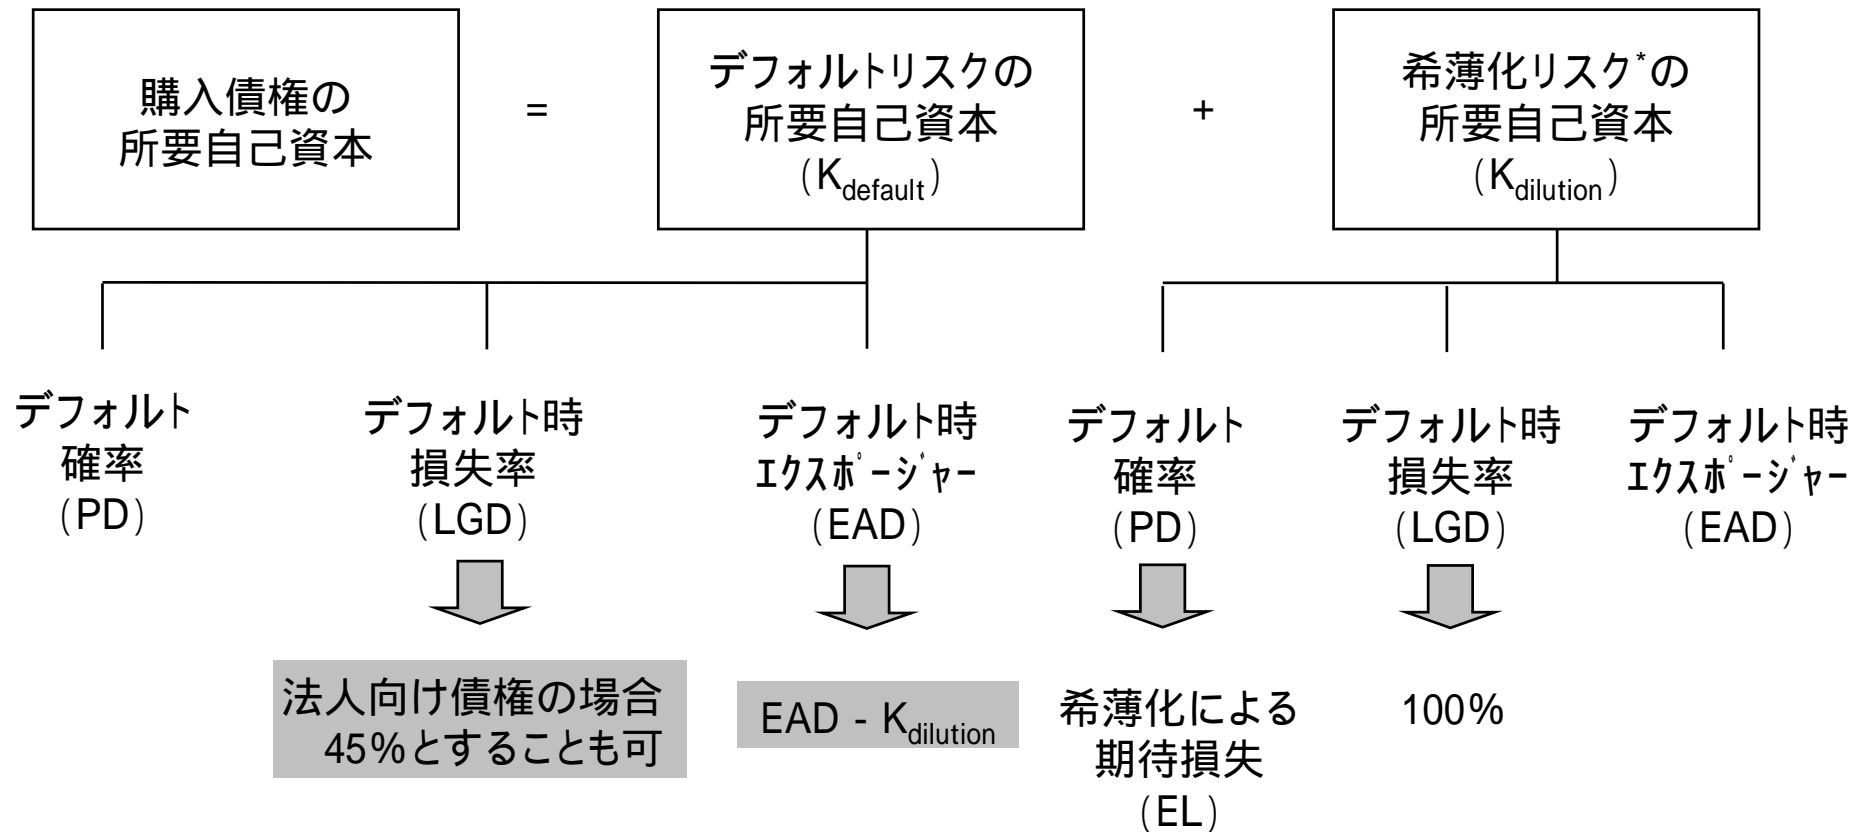 購入債権の
所要自己資本
=
デフォルトリスクの
所要自己資本
(Kdefault)
+
希薄化リスク*の
所要自己資本
(Kdilution)
デフォルト
確率
(PD)
デフォルト時
損失率
(LGD)
デフォルト時
ｴｸｽﾎﾟｰｼﾞｬｰ
(EAD)
デフォルト
確率
(PD)
デフォルト時
損失率
(LGD)
デフォルト時
ｴｸｽﾎﾟｰｼﾞｬｰ
(EAD)
法人向け債権の場合
45%とすることも可
EAD - Kdilution
希薄化による
期待損失
(EL)
100%